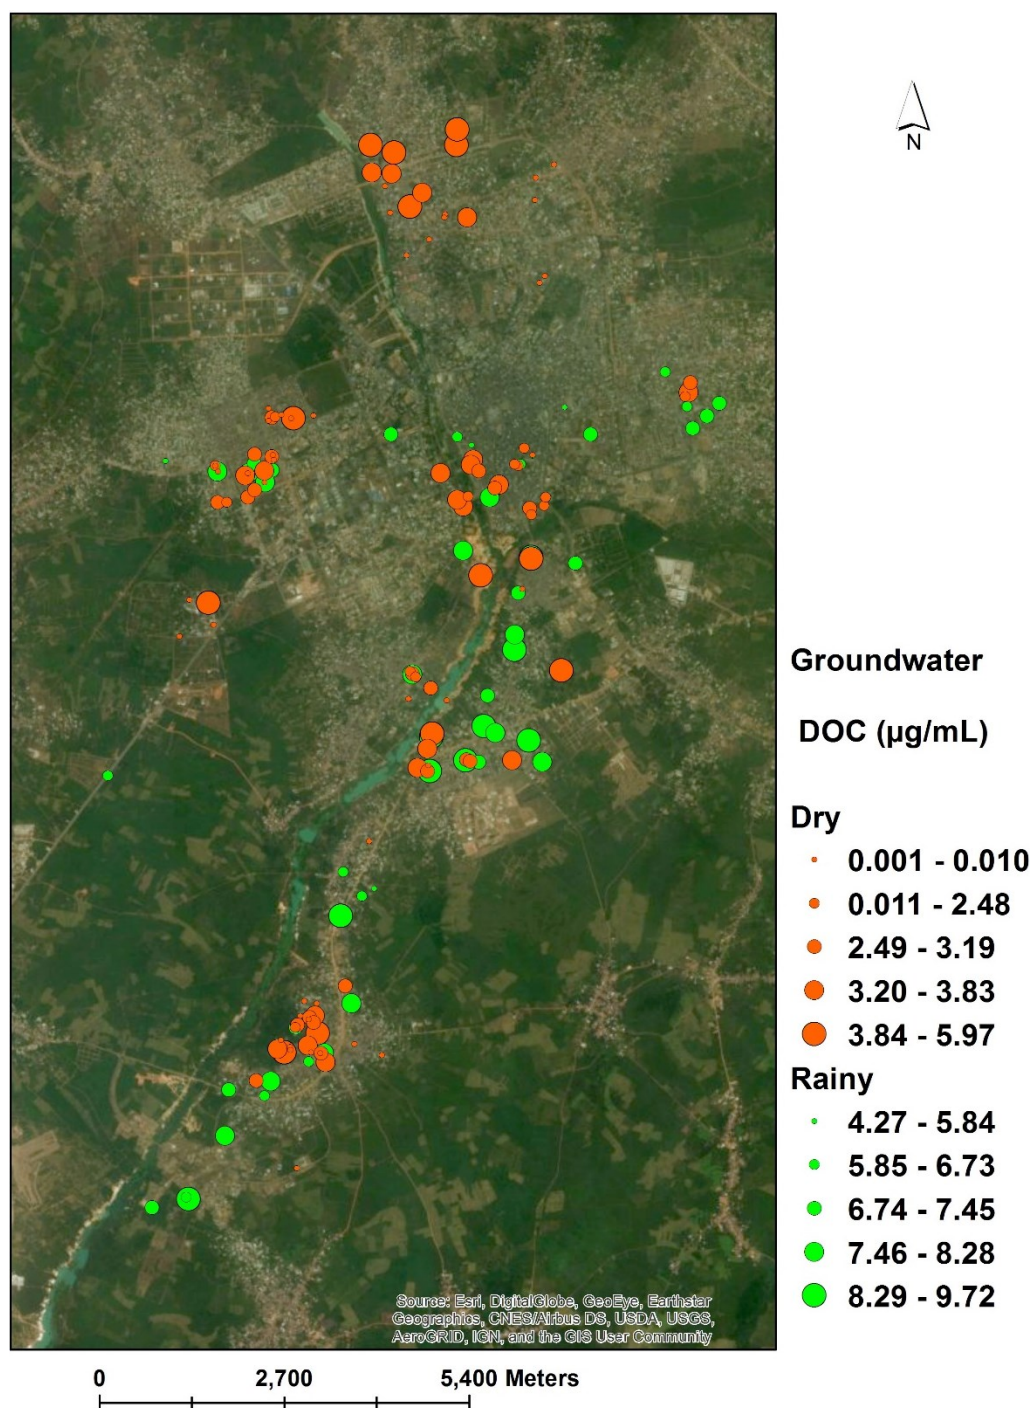 N
Groundwater
DOC (µg/mL)
Dry
0.001 - 0.010
0.011 - 2.48
2.49 - 3.19
3.20 - 3.83
3.84 - 5.97
Rainy
4.27 - 5.84
5.85 - 6.73
6.74 - 7.45
7.46 - 8.28
8.29 - 9.72
Source: Esri, DigitalGlobe, GeoEye, Earthstar
Geographics, CNES/Airbus DS, USDA, USGS,
AeroGRID, IGN, and the GIS User Community
0 2,700 5,400 Meters